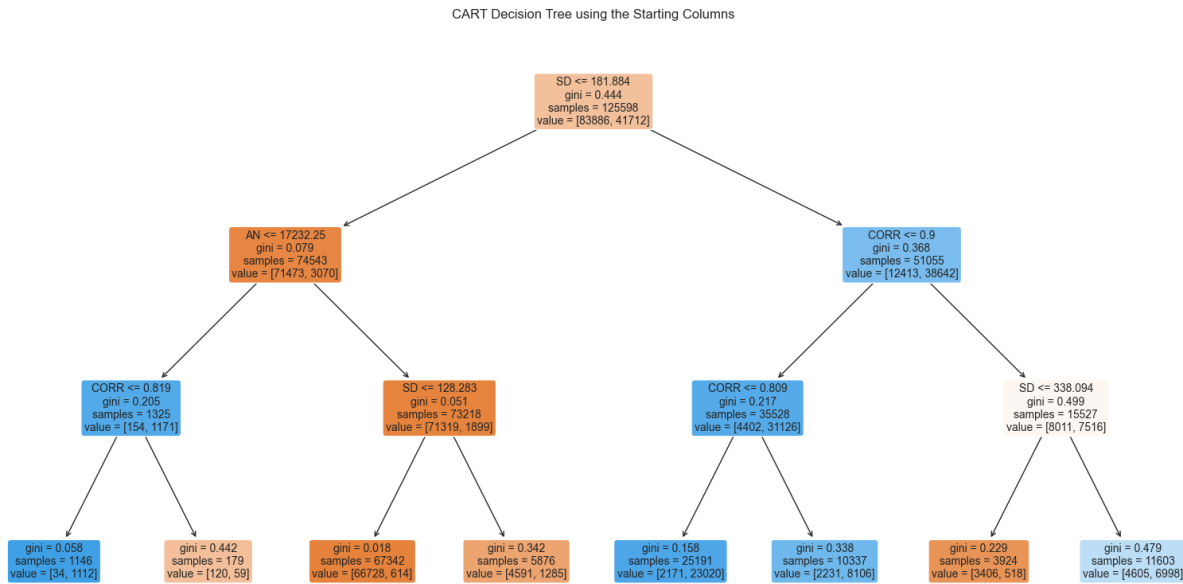 CART Decision Tree using the Starting Columns
SD <= 181.884
gini = 0.444
samples = 125598
value = [83886, 41712]
AN <= 17232.25
gini = 0.079
samples = 74543
value = [71473, 3070]
CORR <= 0.9
gini = 0.368
samples = 51055
value = [12413, 38642]
CORR <= 0.819
gini = 0.205
samples = 1325
value = [154, 1171]
SD <= 128.283
gini = 0.051
samples = 73218
value = [71319, 1899]
CORR <= 0.809
gini = 0.217
samples = 35528
value = [4402, 31126]
SD <= 338.094
gini = 0.499
samples = 15527
value = [8011, 7516]
gini = 0.058
samples = 1146
value = [34, 1112]
gini = 0.442
samples = 179
value = [120, 59]
gini = 0.018
samples = 67342
value = [66728, 614]
gini = 0.342
samples = 5876
value = [4591, 1285]
gini = 0.158
samples = 25191
value = [2171, 23020]
gini = 0.338
samples = 10337
value = [2231, 8106]
gini = 0.229
samples = 3924
value = [3406, 518]
gini = 0.479
samples = 11603
value = [4605, 6998]